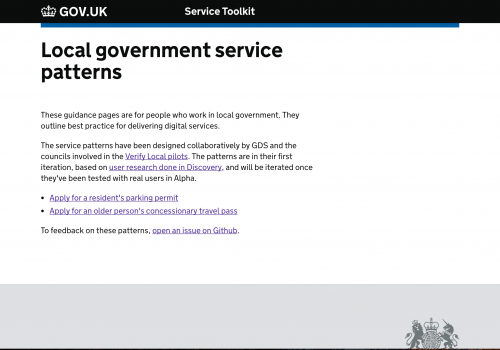 GOV.UK Service Toolkit
Local government service
patterns
These guidance pages are for people who work in local government. They
outline best practice for delivering digital services.
The service patterns have been designed collaboratively by GDS and the
councils involved in the Verify Local pilots. The patterns are in their first
iteration, based on user research done in Discovery, and will be iterated once
they've been tested with real users in Alpha.
Apply for a resident's parking permit
Apply for an older person's concessionary travel pass
To feedback on these patterns, open an issue on Github.